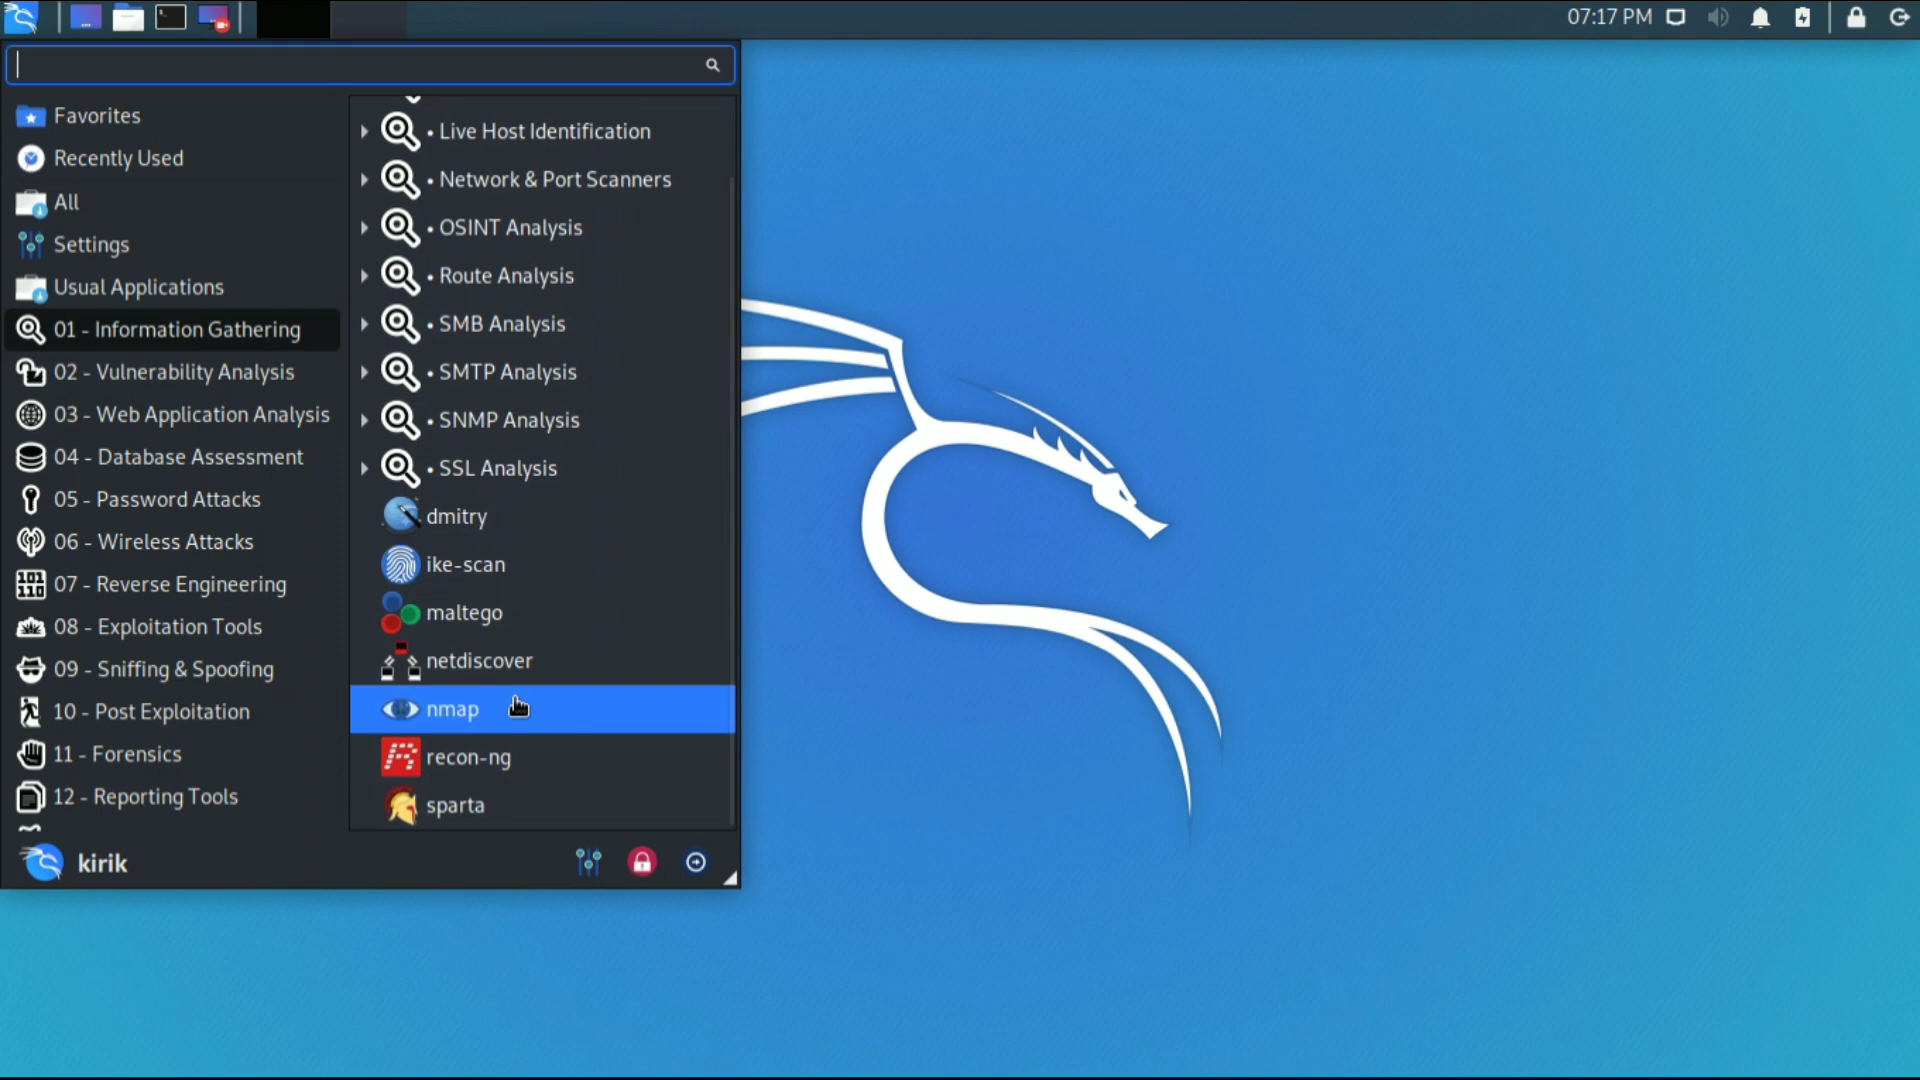 07:17 PM
Favorites
Recently Used
All
Settings
Usual Applications
01 - Information Gathering
02 - Vulnerability Analysis
03 - Web Application Analysis
04 - Database Assessment
05 - Password Attacks
06 - Wireless Attacks
07 - Reverse Engineering
08 - Exploitation Tools
09 - Sniffing & Spoofing
10 - Post Exploitation
11 - Forensics
12 - Reporting Tools
• Live Host Identification
• Network & Port Scanners
• OSINT Analysis
• Route Analysis
• SMB Analysis
• SMTP Analysis
• SNMP Analysis
• SSL Analysis
dmitry
ike-scan
maltego
netdiscover
nmap
recon-ng
sparta
kirik